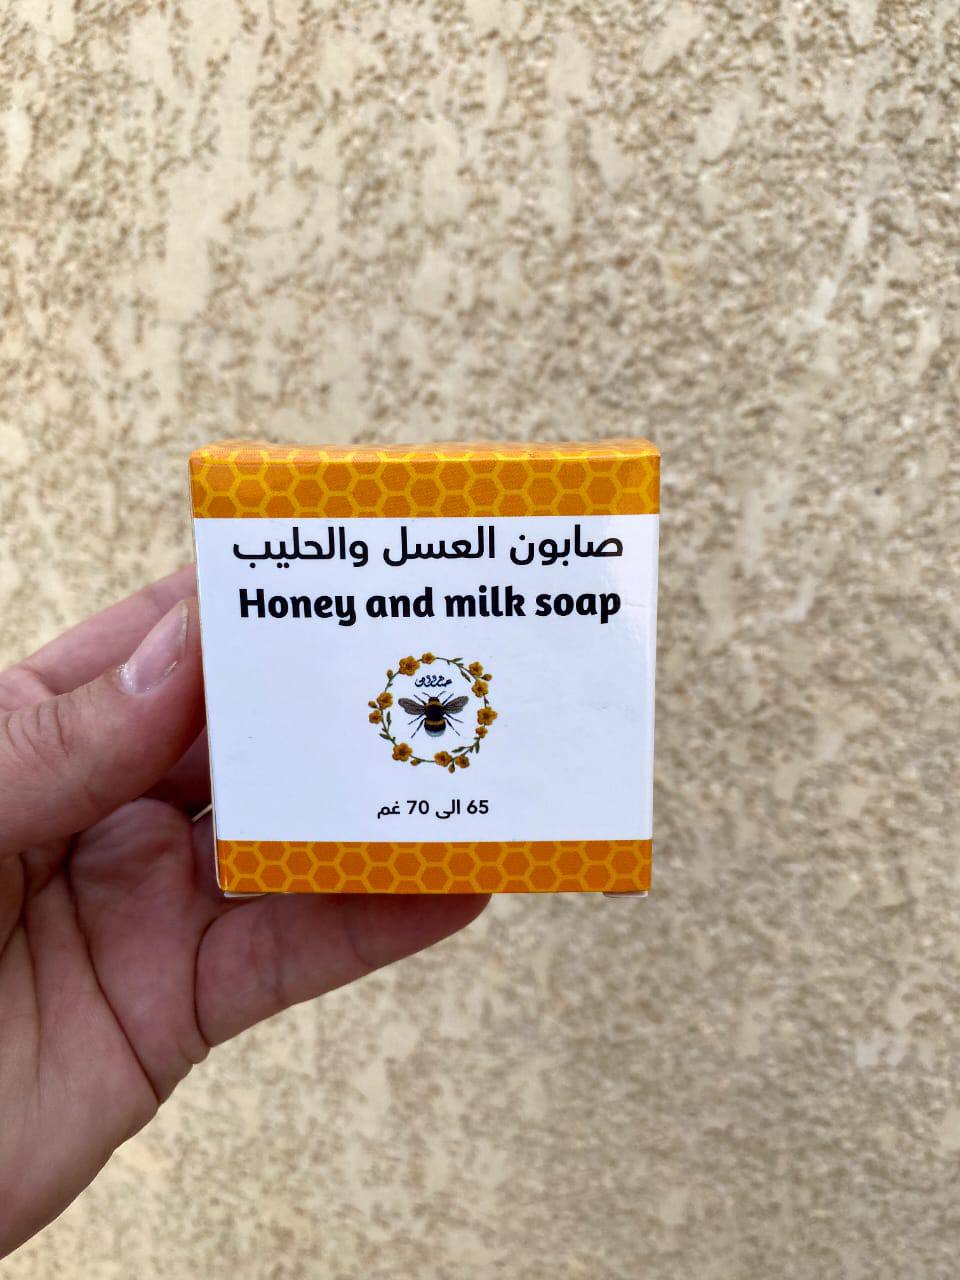 صابون العسل والحليب
Honey and milk soap
65 الى 70 غم